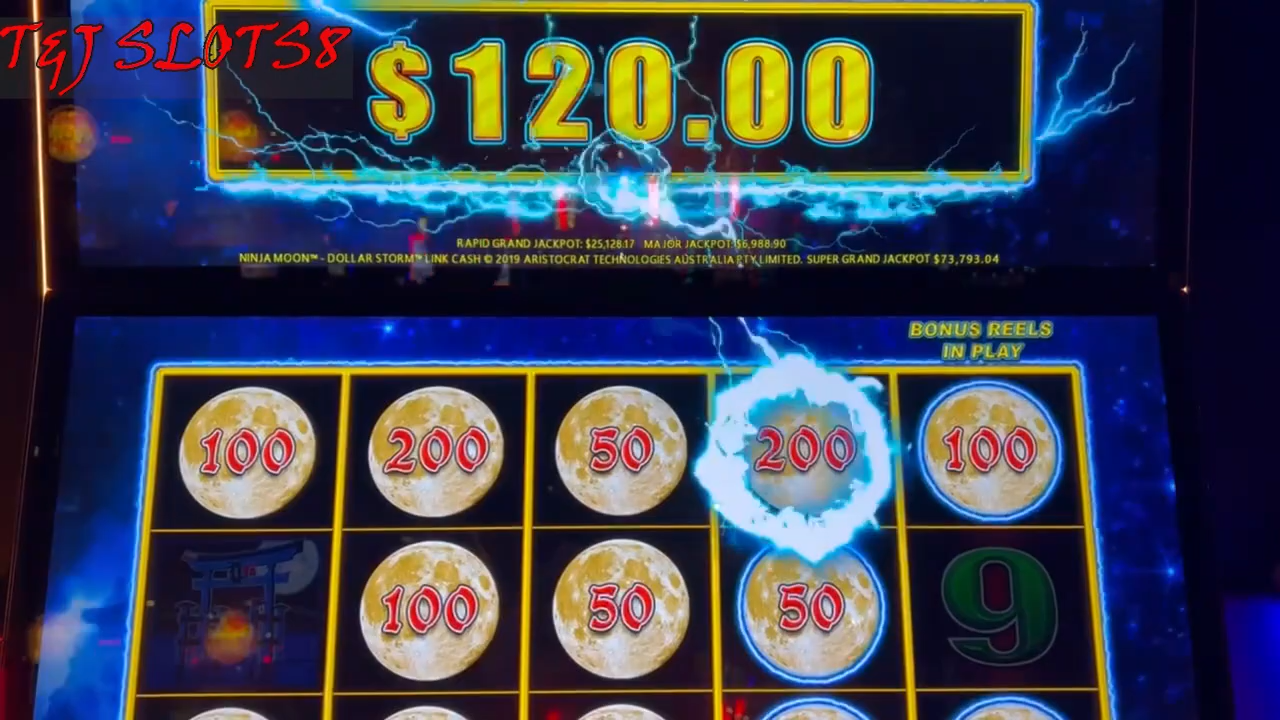 T&J SLOTS8
$120.00
RAPID GRAND JACKPOT: $25,128.17 MAJOR JACKPOT: $6,988.90
NINJA MOON™ - DOLLAR STORM™ LINK CASH © 2019 ARISTOCRAT TECHNOLOGIES AUSTRALIA PTY LIMITED. SUPER GRAND JACKPOT $73,793.04
BONUS REELS
IN PLAY
100 200 50 200 100
100 50 50 9